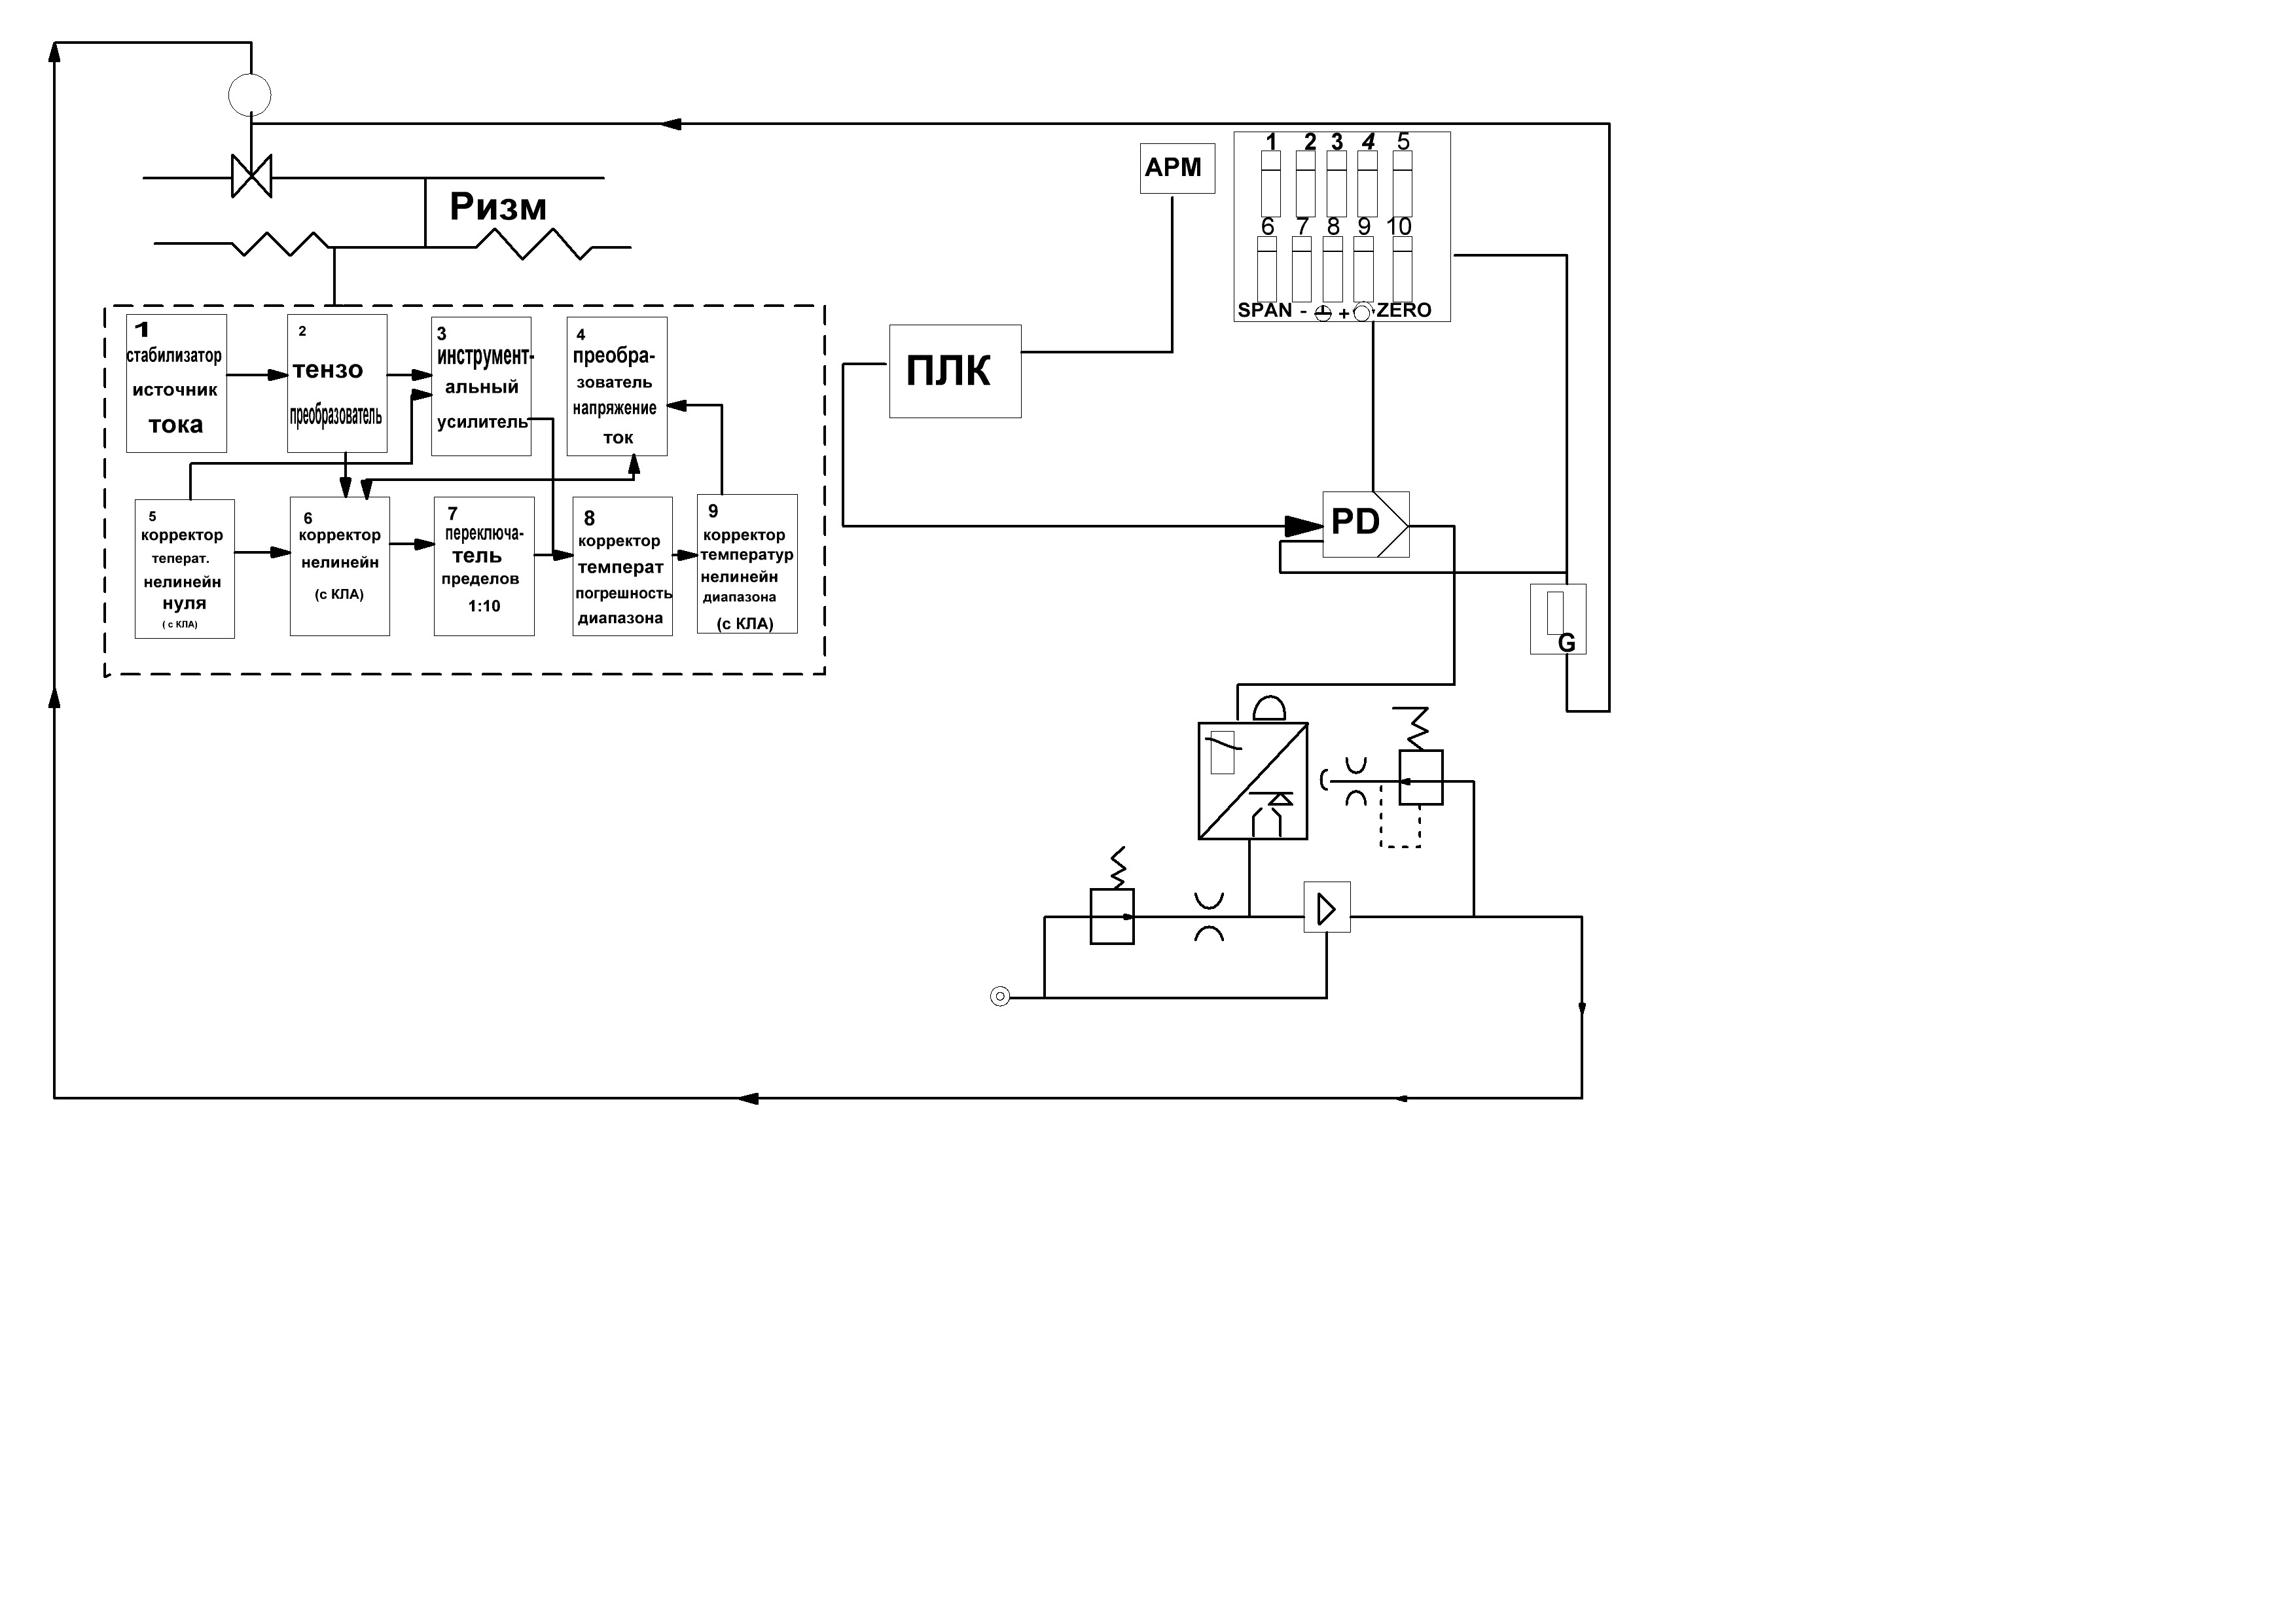 Ризм
АРМ
1 2 3 4 5
6 7 8 9 10
SPAN - + ZERO
ПЛК
1
стабилизатор
источник
тока
2
тензо
преобразователь
3
инструмент-
альный
усилитель
4
преобра-
зователь
напряжение
ток
5
корректор
теперат.
нелинейн
нуля
( с КЛА)
6
корректор
нелинейн
(с КЛА)
7
переключа-
тель
пределов
1:10
8
корректор
температ
погрешность
диапазона
9
корректор
температур
нелинейн
диапазона
(с КЛА)
PD
G